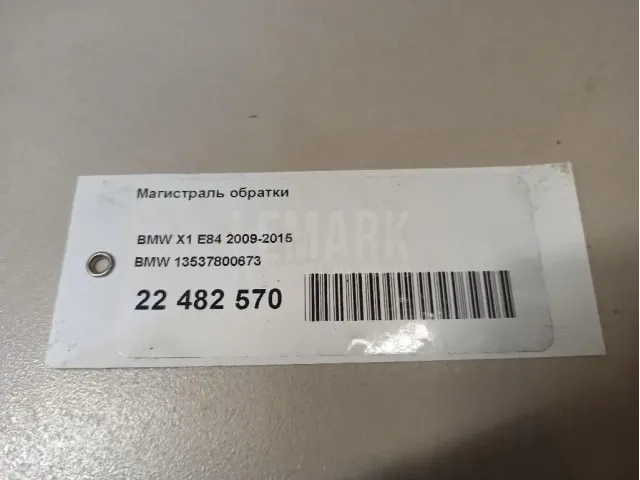 Магистраль обратки
BMW X1 E84 2009-2015
BMW 13537800673
22 482 570